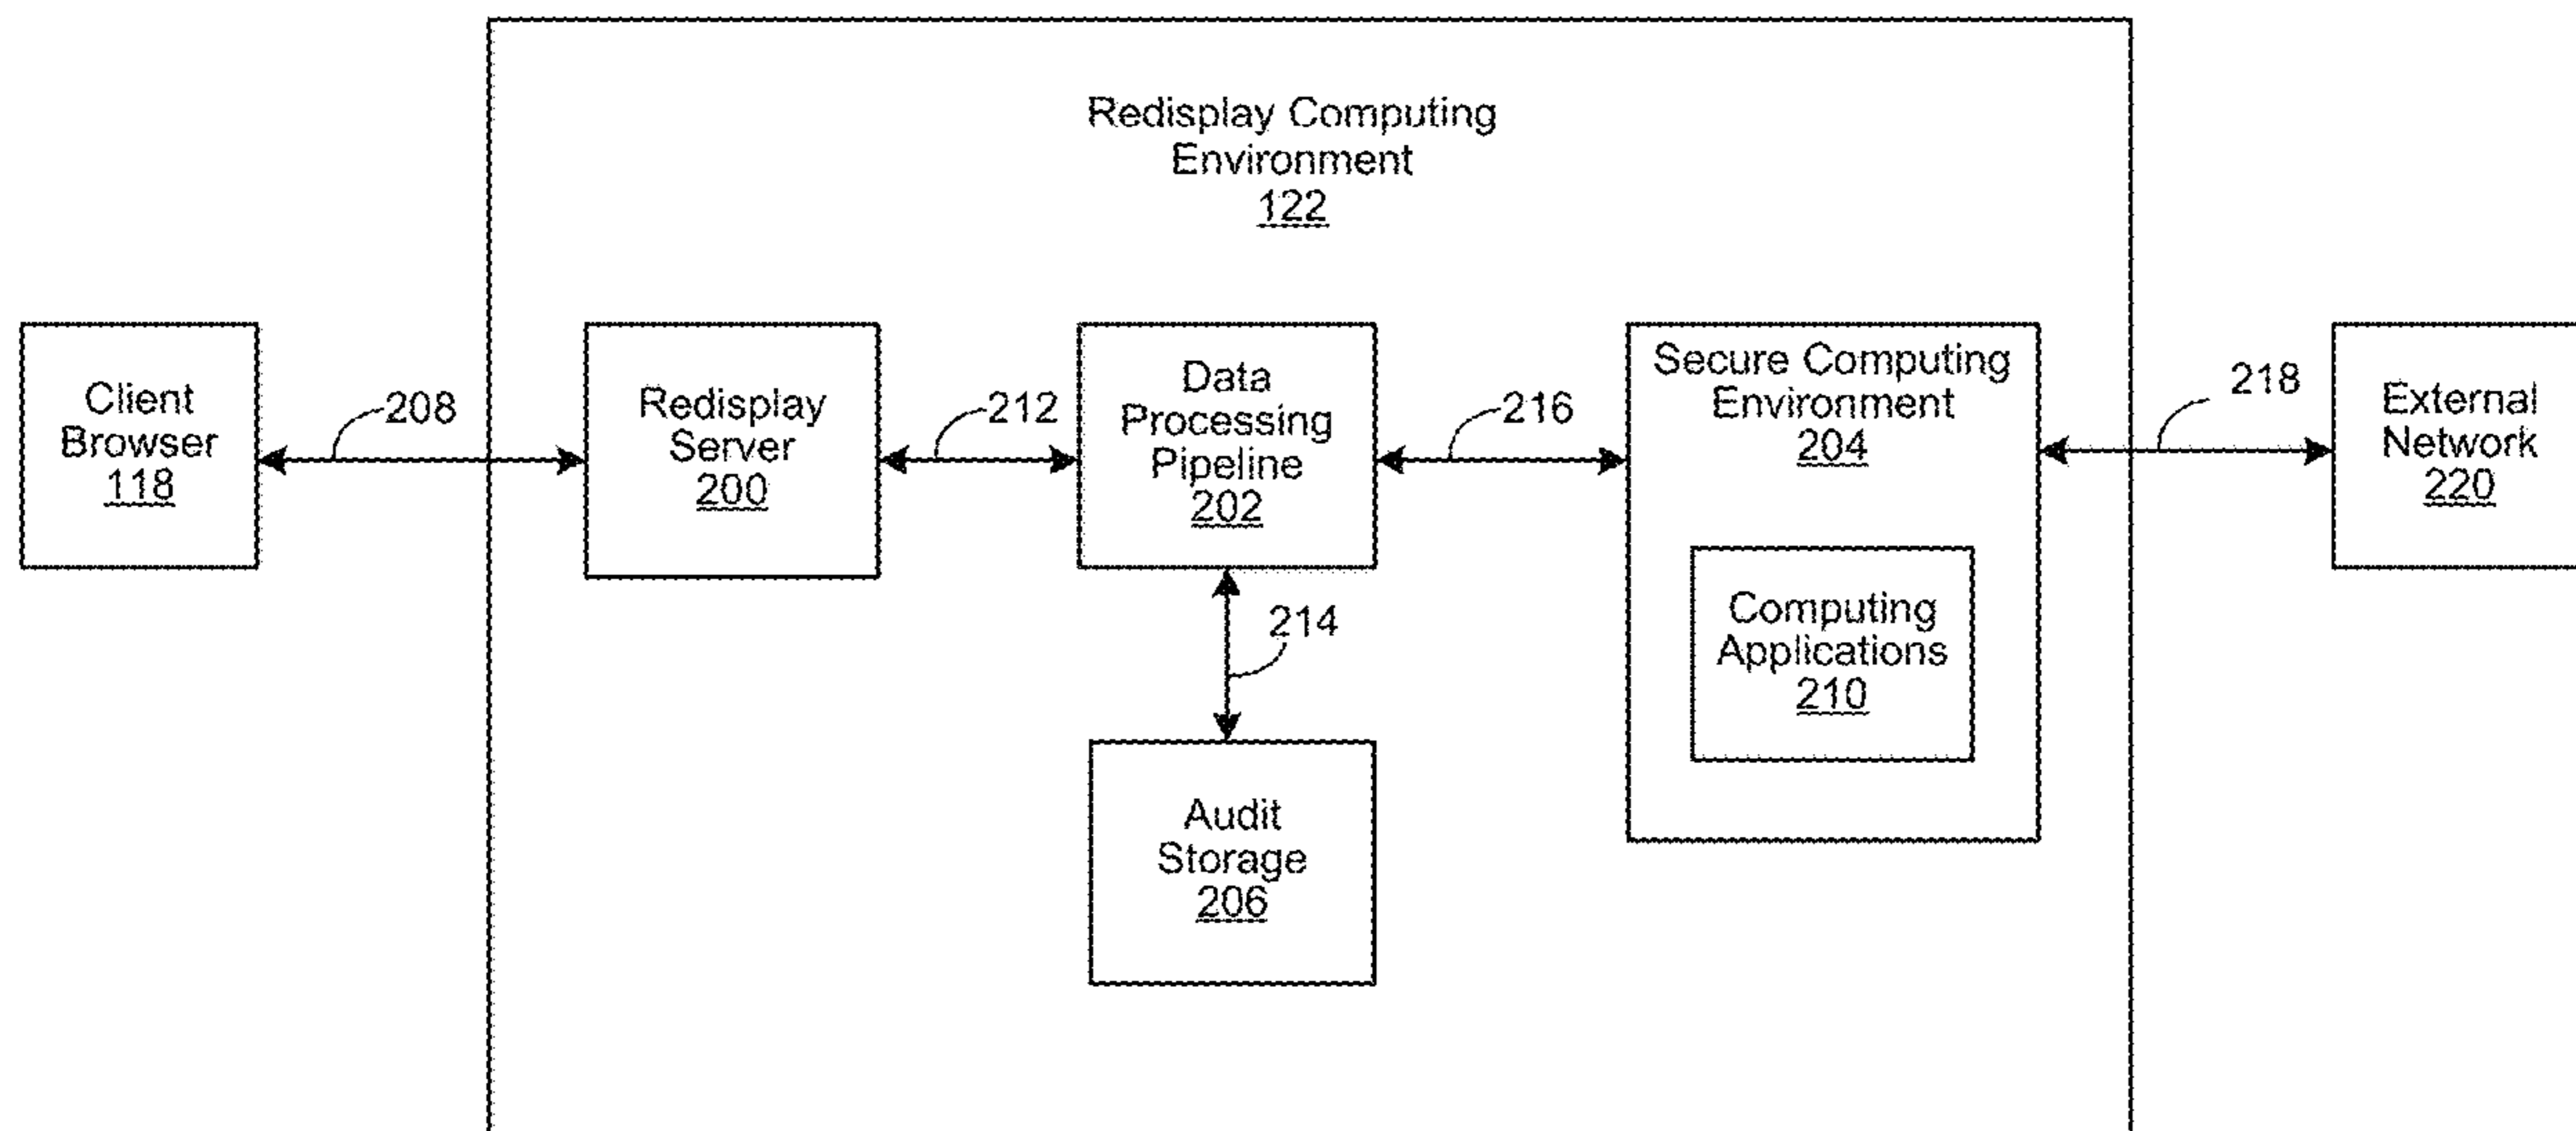 Redisplay Computing
Environment
122
Client
Browser
118
208
Redisplay
Server
200
212
Data
Processing
Pipeline
202
216
Secure Computing
Environment
204
218
External
Network
220
214
Computing
Applications
210
Audit
Storage
206